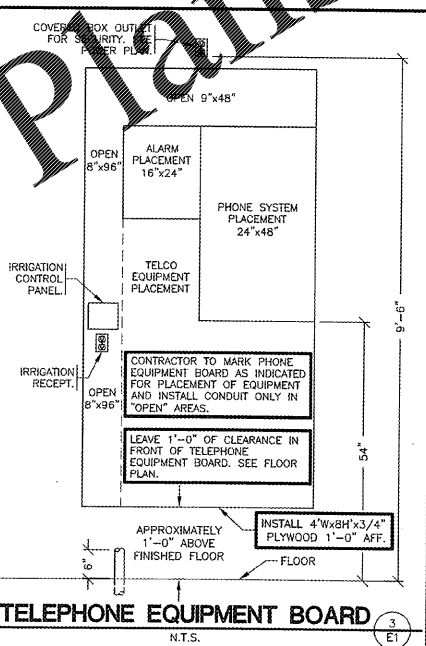 Plan
COVERED BOX OUTLET
FOR SECURITY. SEE
POWER PLAN.
OPEN 9"x48"
OPEN
8"x96"
ALARM
PLACEMENT
16"x24"
PHONE SYSTEM
PLACEMENT
24"x48"
TELCO
EQUIPMENT
PLACEMENT
IRRIGATION
CONTROL
PANEL.
9'-6"
IRRIGATION
RECEPT.
OPEN
8"x96"
CONTRACTOR TO MARK PHONE
EQUIPMENT BOARD AS INDICATED
FOR PLACEMENT OF EQUIPMENT
AND INSTALL CONDUIT ONLY IN
"OPEN" AREAS.
54"
LEAVE 1'-0" OF CLEARANCE IN
FRONT OF TELEPHONE
EQUIPMENT BOARD. SEE FLOOR
PLAN.
INSTALL 4'Wx8H'x3/4"
PLYWOOD 1'-0" AFF.
APPROXIMATELY
1'-0" ABOVE
FINISHED FLOOR
6"
FLOOR
TELEPHONE EQUIPMENT BOARD
N.T.S.
3
E1